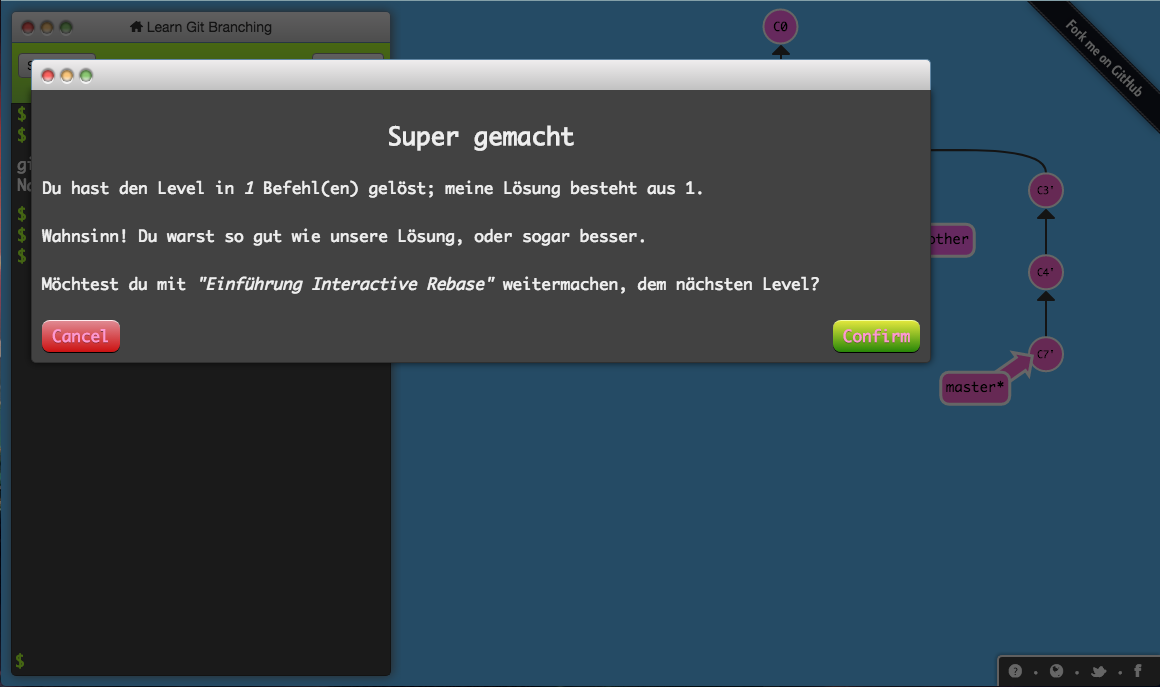 Learn Git Branching
C0
Fork me on GitHub
$
$
$
$
$
Super gemacht
Du hast den Level in 1 Befehl(en) gelöst; meine Lösung besteht aus 1.
Wahnsinn! Du warst so gut wie unsere Lösung, oder sogar besser.
Möchtest du mit "Einführung Interactive Rebase" weitermachen, dem nächsten Level?
Cancel
Confirm
C3'
other
C4'
C7'
master*
$